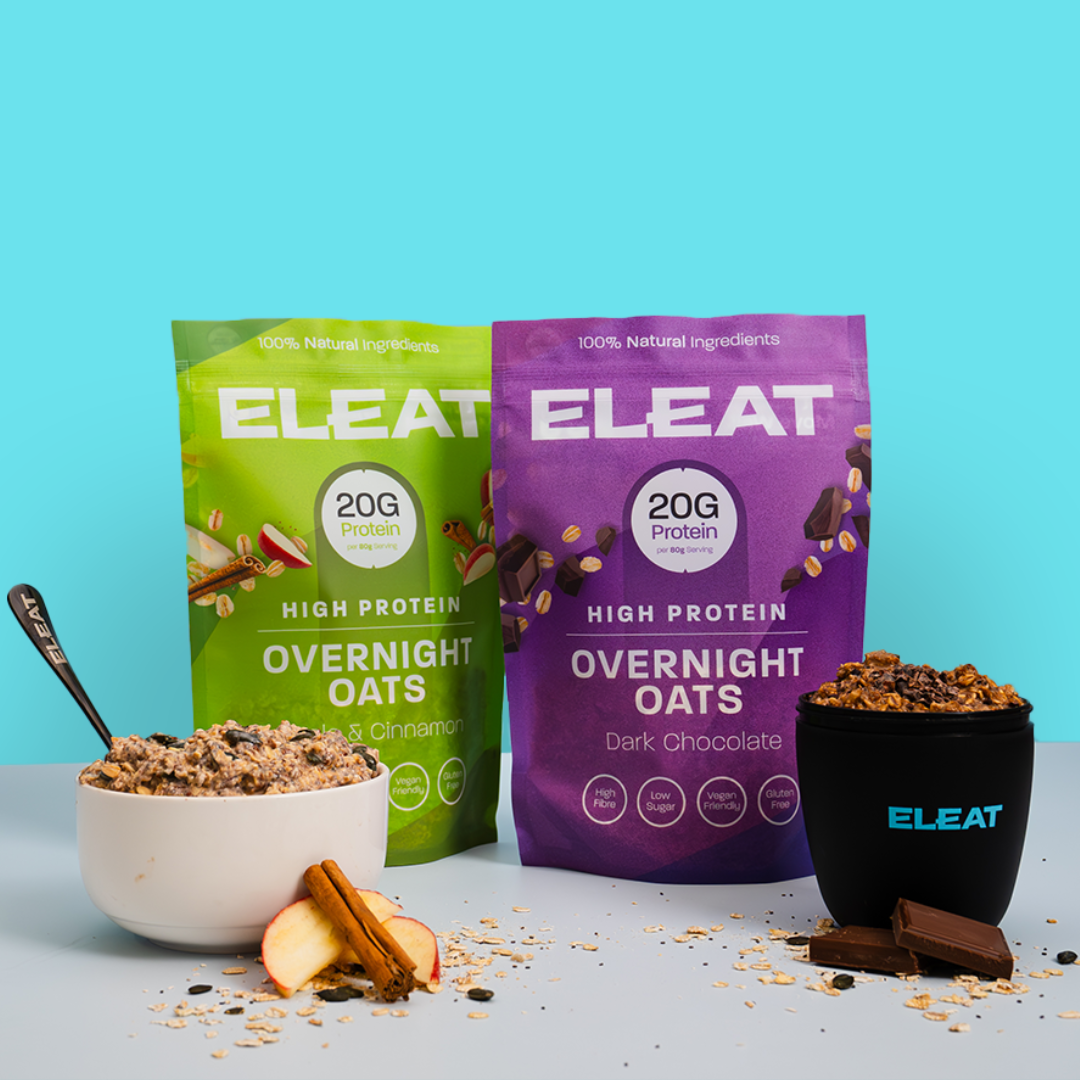 100% Natural Ingredients
ELEAT
20G
Protein
per 80g Serving
HIGH PROTEIN
OVERNIGHT
OATS
& Cinnamon
Vegan
Friendly
Gluten
Free
100% Natural Ingredients
ELEAT
20G
Protein
per 80g Serving
HIGH PROTEIN
OVERNIGHT
OATS
Dark Chocolate
High
Fibre
Low
Sugar
Vegan
Friendly
Gluten
Free
ELEAT
ELEAT